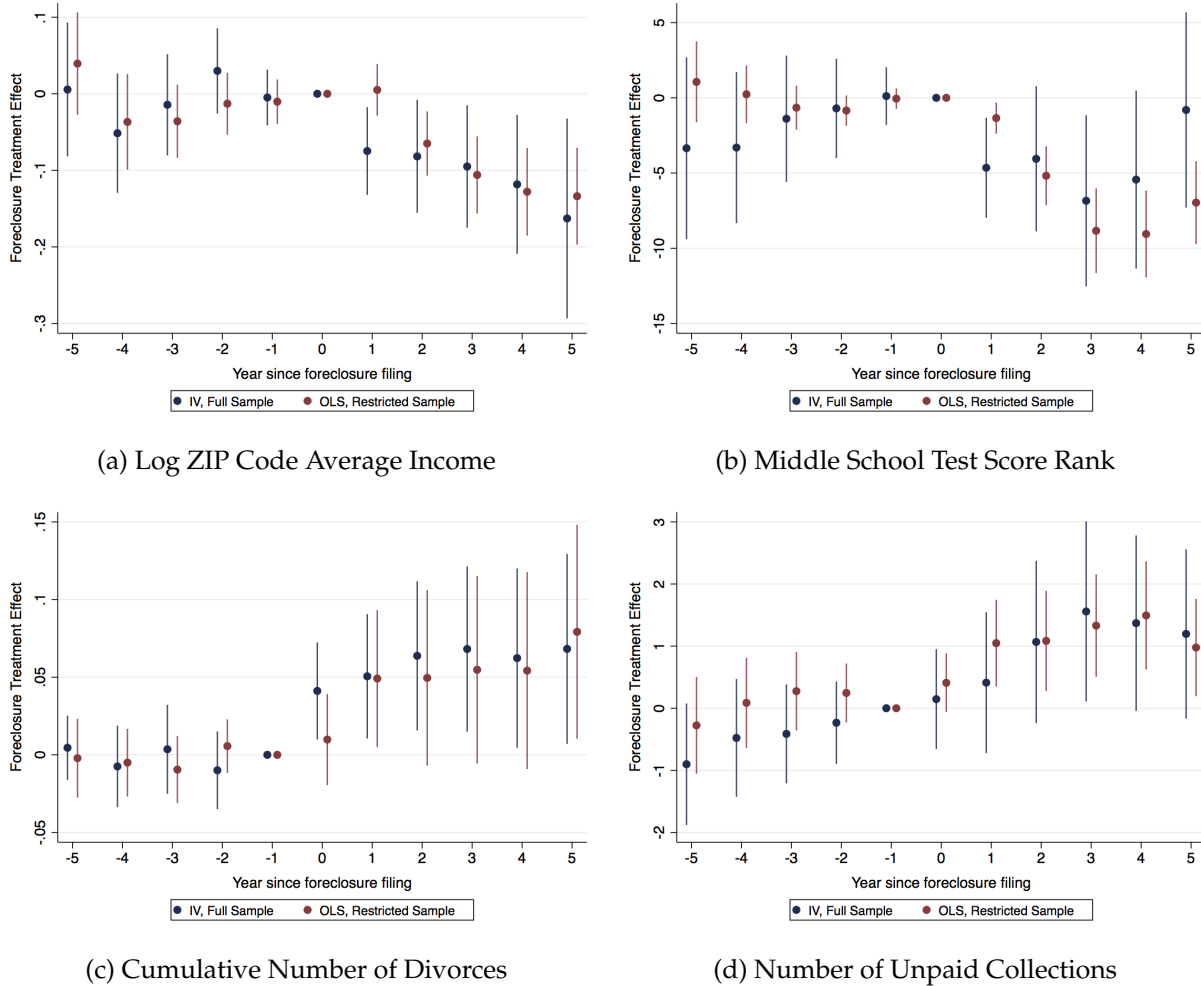 Foreclosure Treatment Effect
.1
0
-.1
-.2
-.3
-5 -4 -3 -2 -1 0 1 2 3 4 5
Year since foreclosure filing
IV, Full Sample OLS, Restricted Sample
(a) Log ZIP Code Average Income
Foreclosure Treatment Effect
5
0
-5
-10
-15
-5 -4 -3 -2 -1 0 1 2 3 4 5
Year since foreclosure filing
IV, Full Sample OLS, Restricted Sample
(b) Middle School Test Score Rank
Foreclosure Treatment Effect
.15
.1
.05
0
-.05
-5 -4 -3 -2 -1 0 1 2 3 4 5
Year since foreclosure filing
IV, Full Sample OLS, Restricted Sample
(c) Cumulative Number of Divorces
Foreclosure Treatment Effect
3
2
1
0
-1
-2
-5 -4 -3 -2 -1 0 1 2 3 4 5
Year since foreclosure filing
IV, Full Sample OLS, Restricted Sample
(d) Number of Unpaid Collections